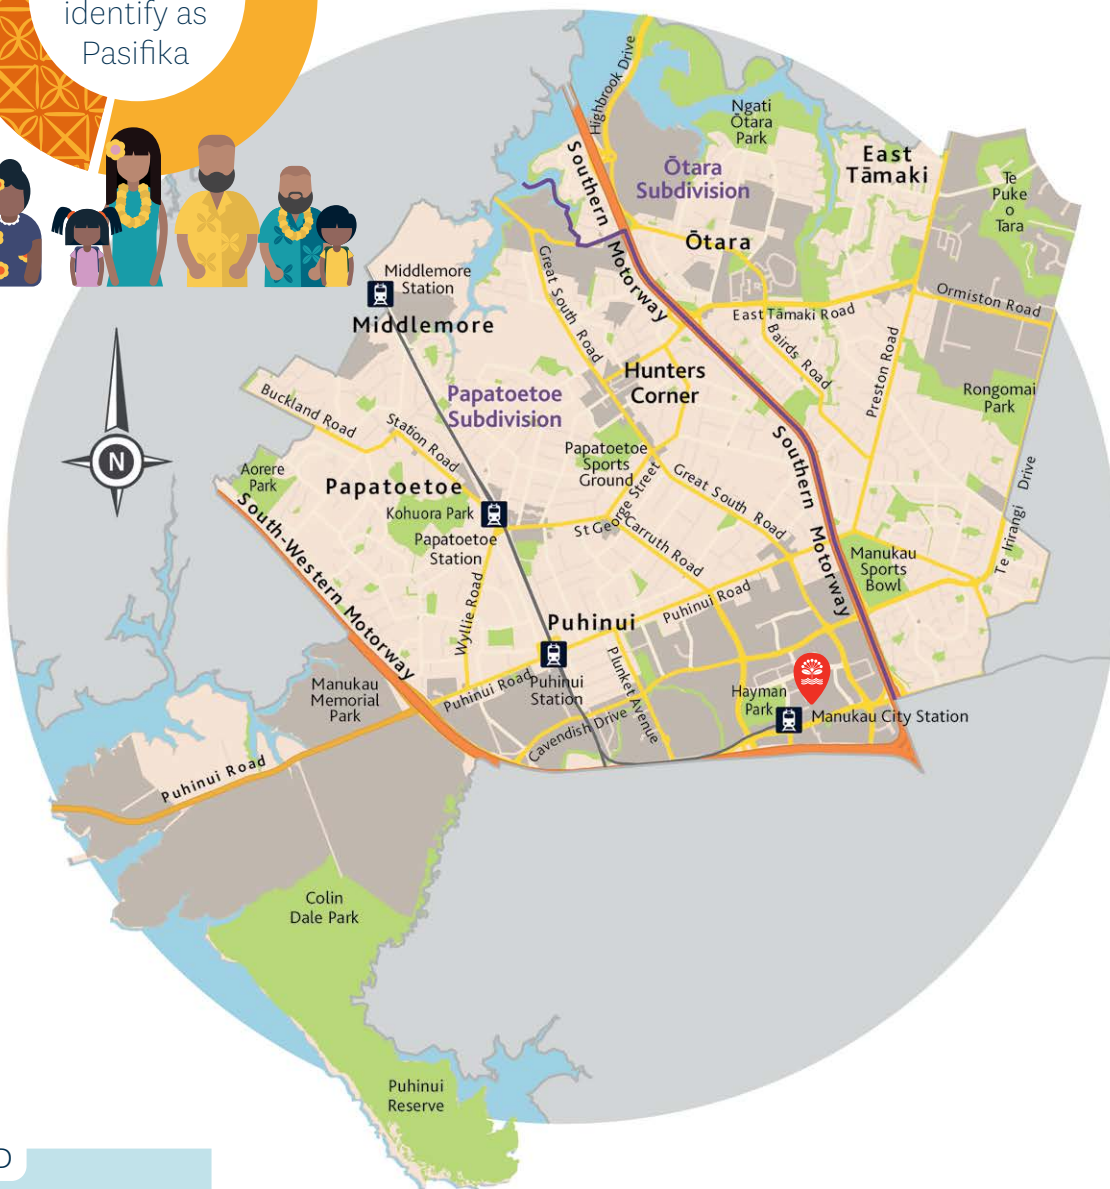 identify as
Pasifika
Highbrook Drive
Ngati
Ōtara
Park
East
Tāmaki
Southern Motorway
Ōtara
Subdivision
Te
Puke
o
Tara
Ōtara
Middlemore
Station
Middlemore
Great South Road
Ormiston Road
East Tāmaki Road
Bairds Road
Preston Road
Hunters
Corner
Papatoetoe
Subdivision
Rongomai
Park
Buckland Road
Station Road
N
Aorere
Park
Papatoetoe
Sports
Ground
Papatoetoe
Kohuora Park
Papatoetoe
Station
St George Street
Great South Road
Carruth Road
Southern Motorway
Te Irirangi Drive
South-Western Motorway
Manukau
Sports
Bowl
Wyllie Road
Puhinui
Puhinui Road
Puhinui Road
Puhinui
Station
Plunket Avenue
Cavendish Drive
Hayman
Park
Manukau City Station
Manukau
Memorial
Park
Puhinui Road
Colin
Dale Park
Puhinui
Reserve